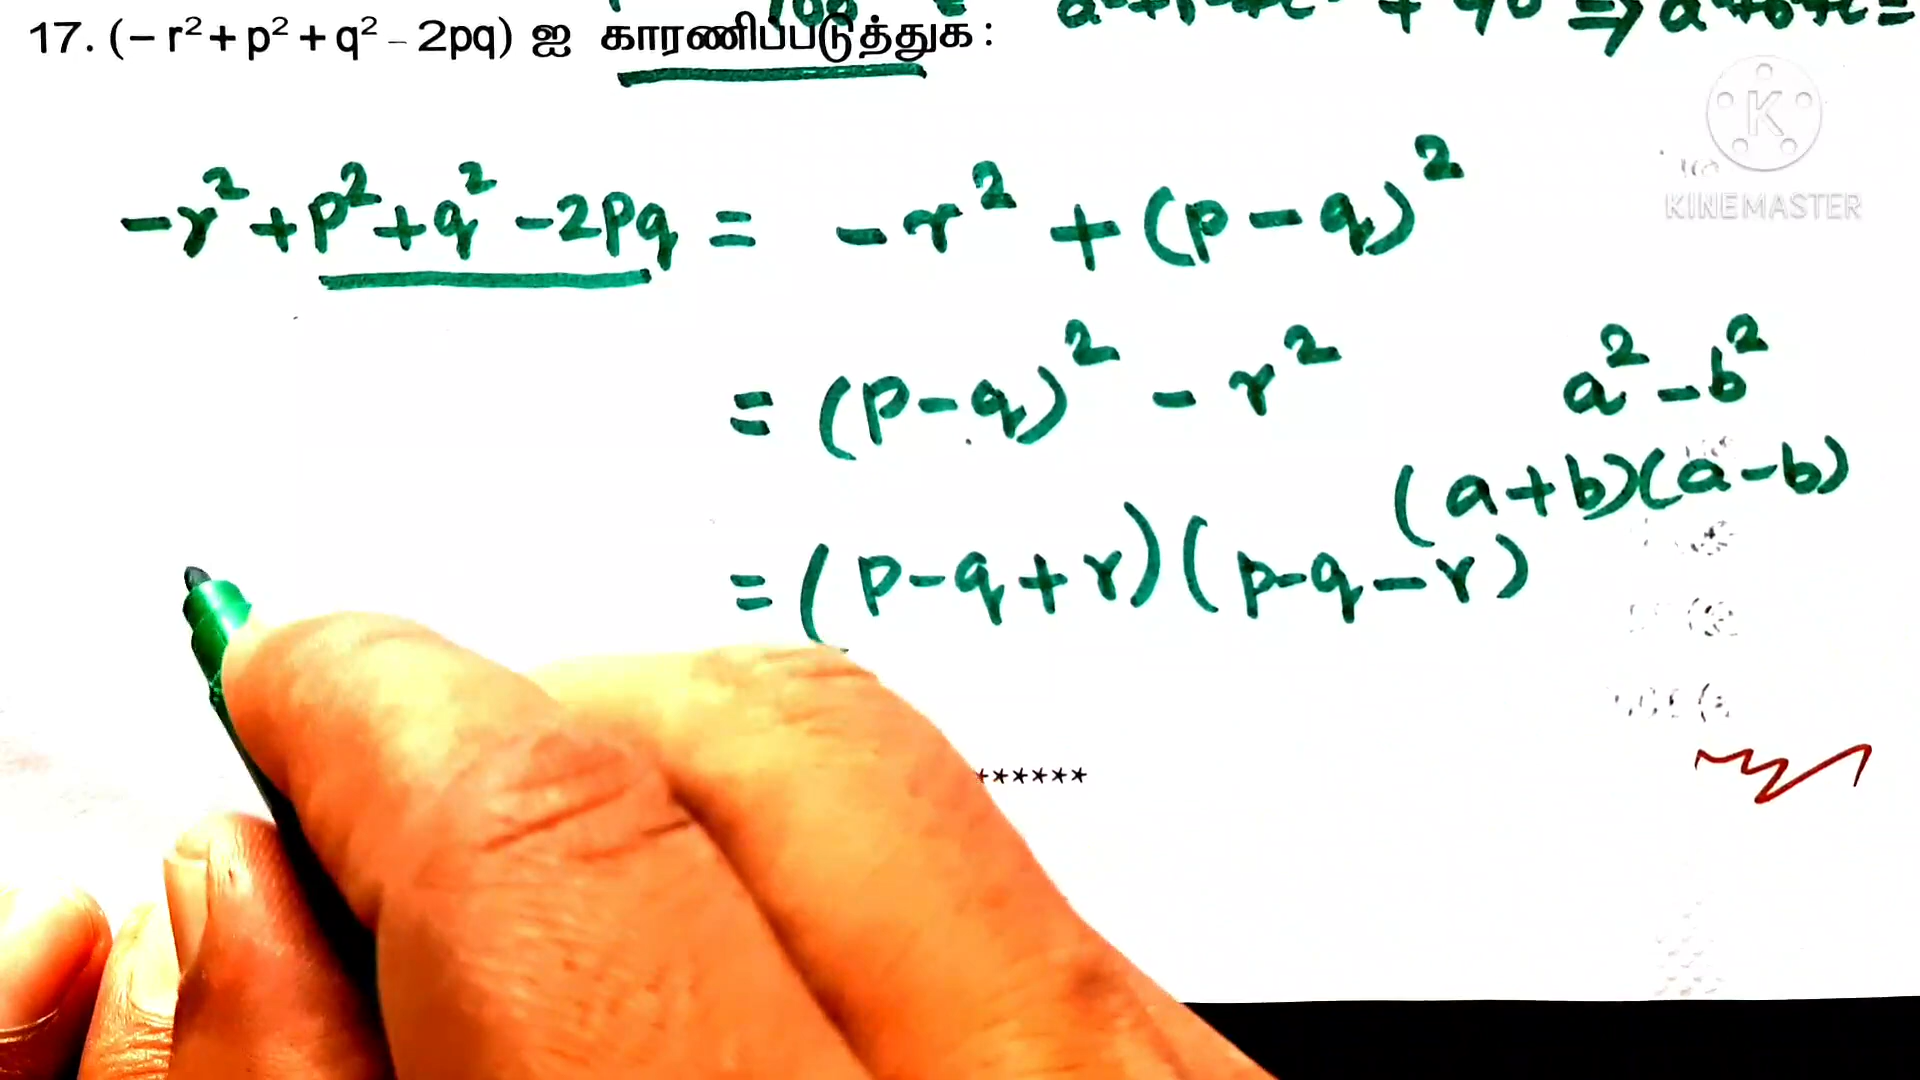 17. (– r² + p² + q² – 2pq) ஐ காரணிப்படுத்துக :
KINEMASTER
-r² + p² + q² - 2pq = -r² + (p - q)²
= (p - q)² - r²
a² - b²
(a+b)(a-b)
= (p - q + r)(p - q - r)
******